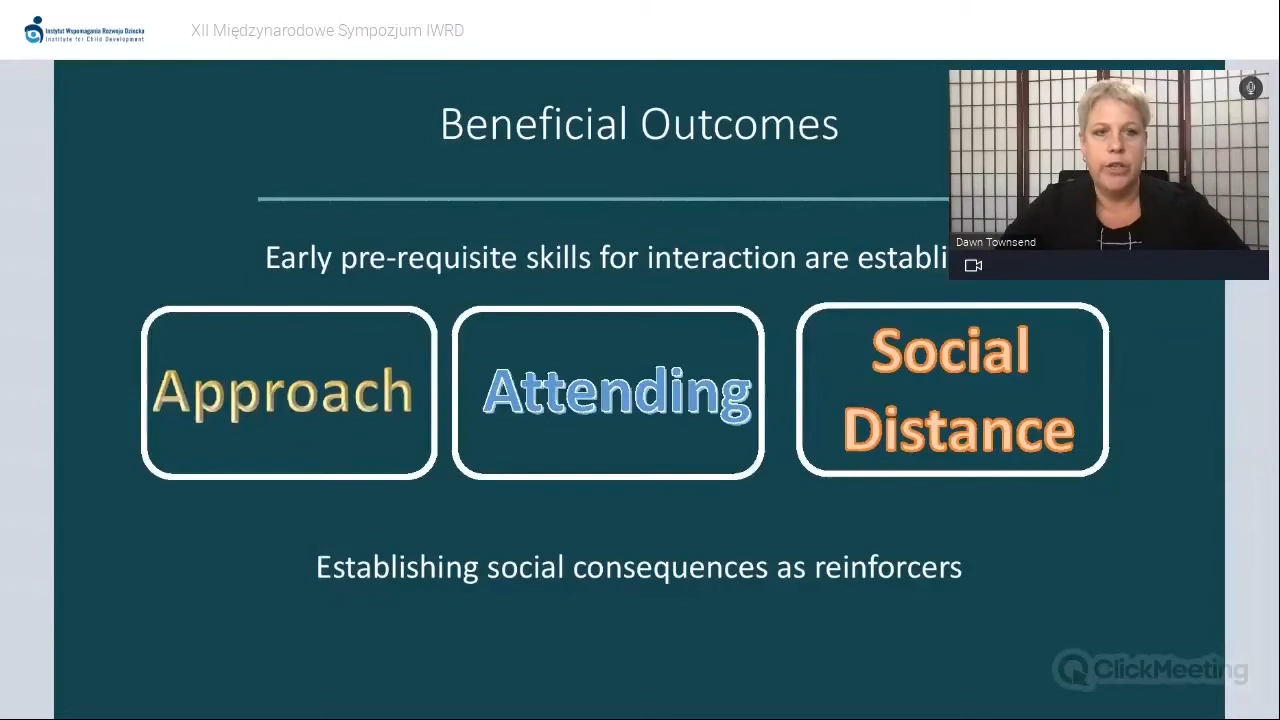 Instytut Wspomagania Rozwoju Dziecka
Institute for Child Development
XII Międzynarodowe Sympozjum IWRD
Beneficial Outcomes
Dawn Townsend
Early pre-requisite skills for interaction are establi
Approach
Attending
Social
Distance
Establishing social consequences as reinforcers
ClickMeeting